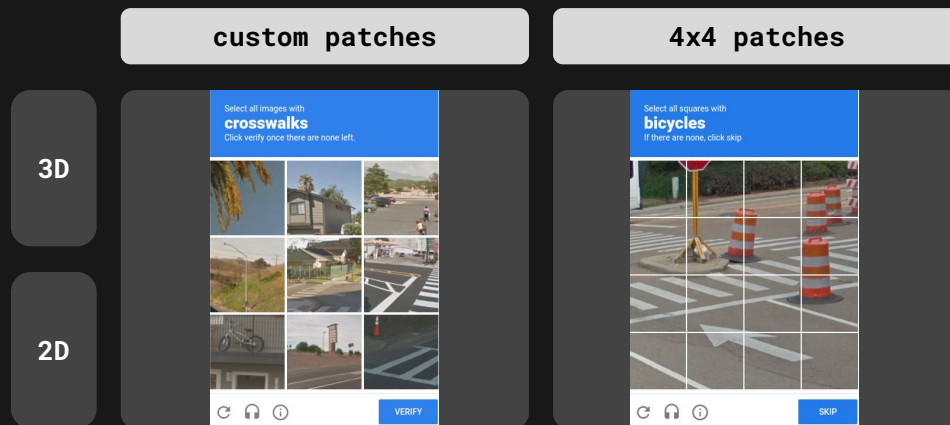 custom patches
4x4 patches
3D
Select all images with
crosswalks
Click verify once there are none left.
VERIFY
Select all squares with
bicycles
If there are none, click skip
SKIP
2D